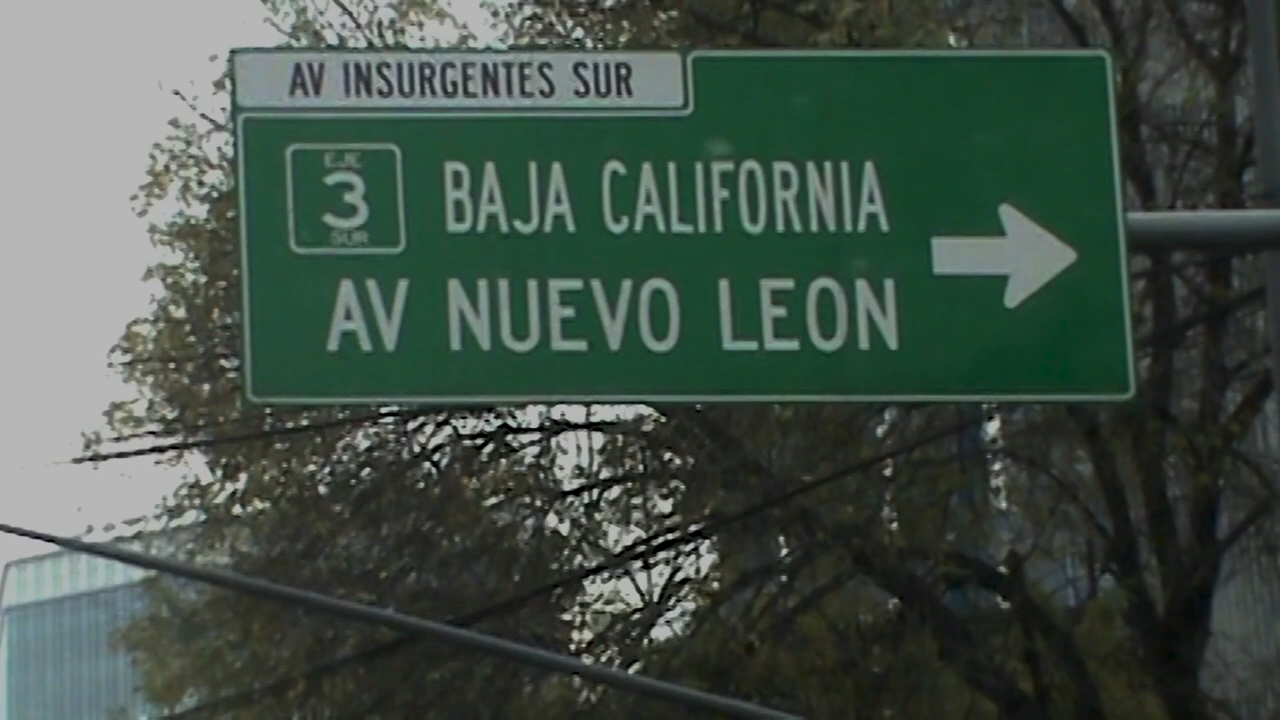 AV INSURGENTES SUR
EJE
3
SUR
BAJA CALIFORNIA
AV NUEVO LEON